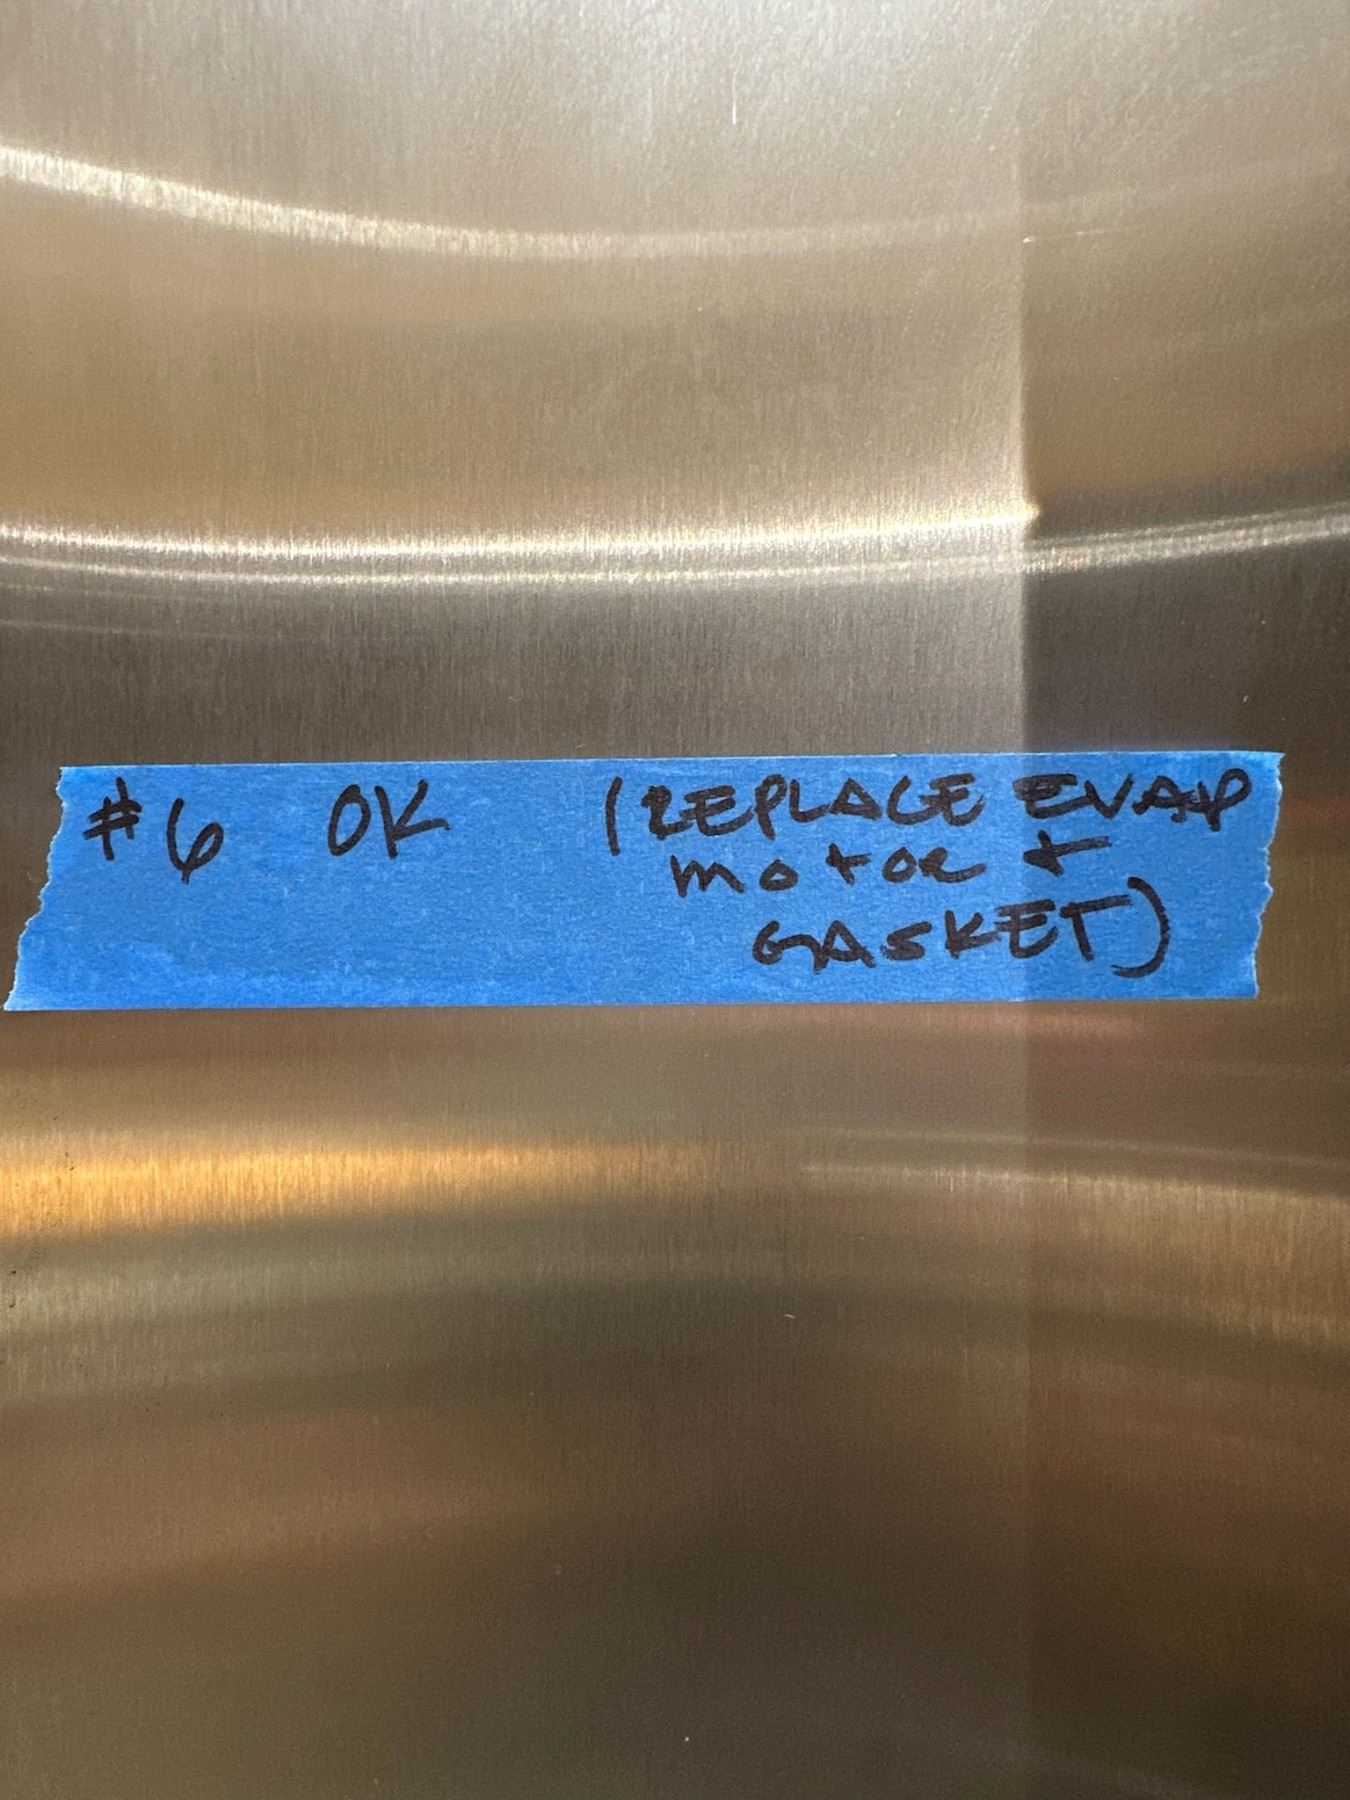 #6 OK (REPLACE EVAP
MOTOR +
GASKET)